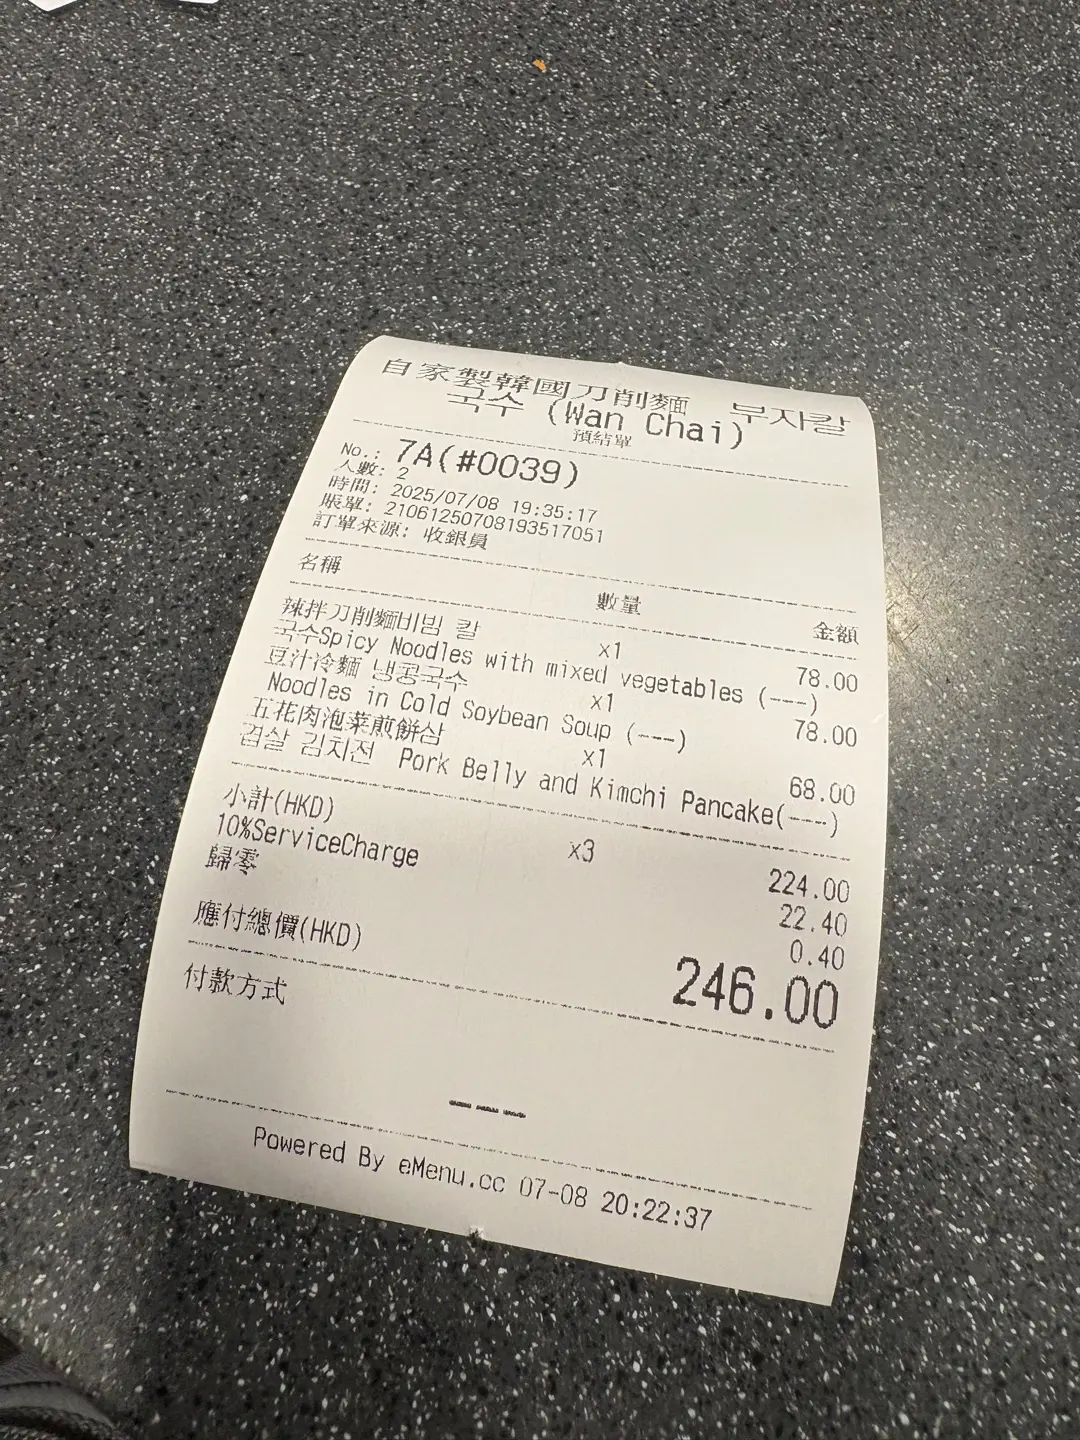 自家製韓國刀削麵 부자칼
국수 (Wan Chai)
預結單
No.: 7A(#0039)
人數: 2
時間: 2025/07/08 19:35:17
賬單: 210612507081935170​51
訂單來源: 收銀員
名稱 數量 金額
辣拌刀削麵비빔 칼 x1 78.00
국수Spicy Noodles with mixed vegetables (---)
豆汁冷麵 냉콩국수 x1 78.00
Noodles in Cold Soybean Soup (---)
五花肉泡菜煎餅삼 x1 68.00
겹살 김치전 Pork Belly and Kimchi Pancake(---)
小計(HKD) x3 224.00
10%ServiceCharge 22.40
歸零 0.40
應付總價(HKD) 246.00
付款方式
---
Powered By eMenu.cc 07-08 20:22:37